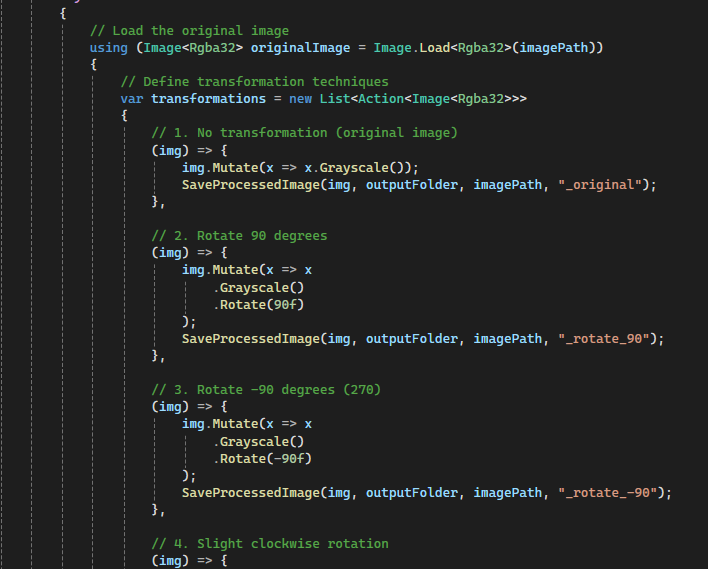 {
// Load the original image
using (Image<Rgba32> originalImage = Image.Load<Rgba32>(imagePath))
{
// Define transformation techniques
var transformations = new List<Action<Image<Rgba32>>>
{
// 1. No transformation (original image)
(img) => {
img.Mutate(x => x.Grayscale());
SaveProcessedImage(img, outputFolder, imagePath, "_original");
},
// 2. Rotate 90 degrees
(img) => {
img.Mutate(x => x
.Grayscale()
.Rotate(90f)
);
SaveProcessedImage(img, outputFolder, imagePath, "_rotate_90");
},
// 3. Rotate -90 degrees (270)
(img) => {
img.Mutate(x => x
.Grayscale()
.Rotate(-90f)
);
SaveProcessedImage(img, outputFolder, imagePath, "_rotate_-90");
},
// 4. Slight clockwise rotation
(img) => {